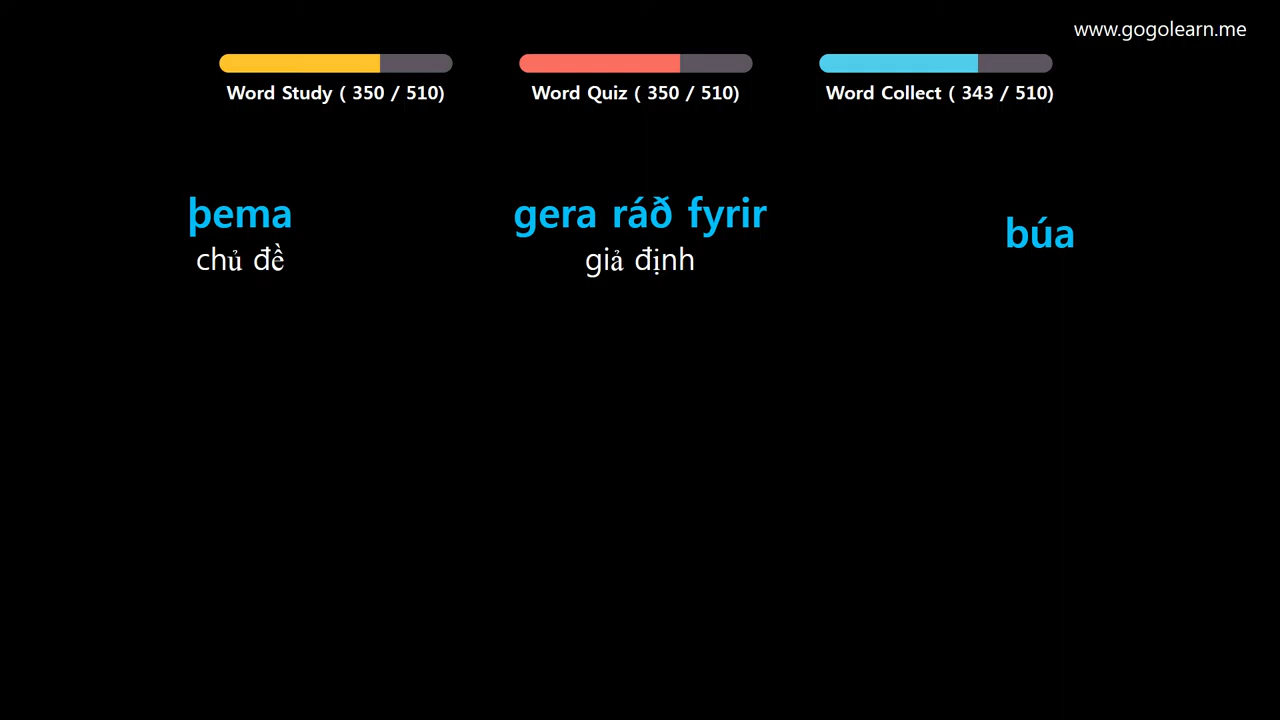 www.gogolearn.me
Word Study ( 350 / 510)
Word Quiz ( 350 / 510)
Word Collect ( 343 / 510)
þema
chủ đề
gera ráð fyrir
giả định
búa